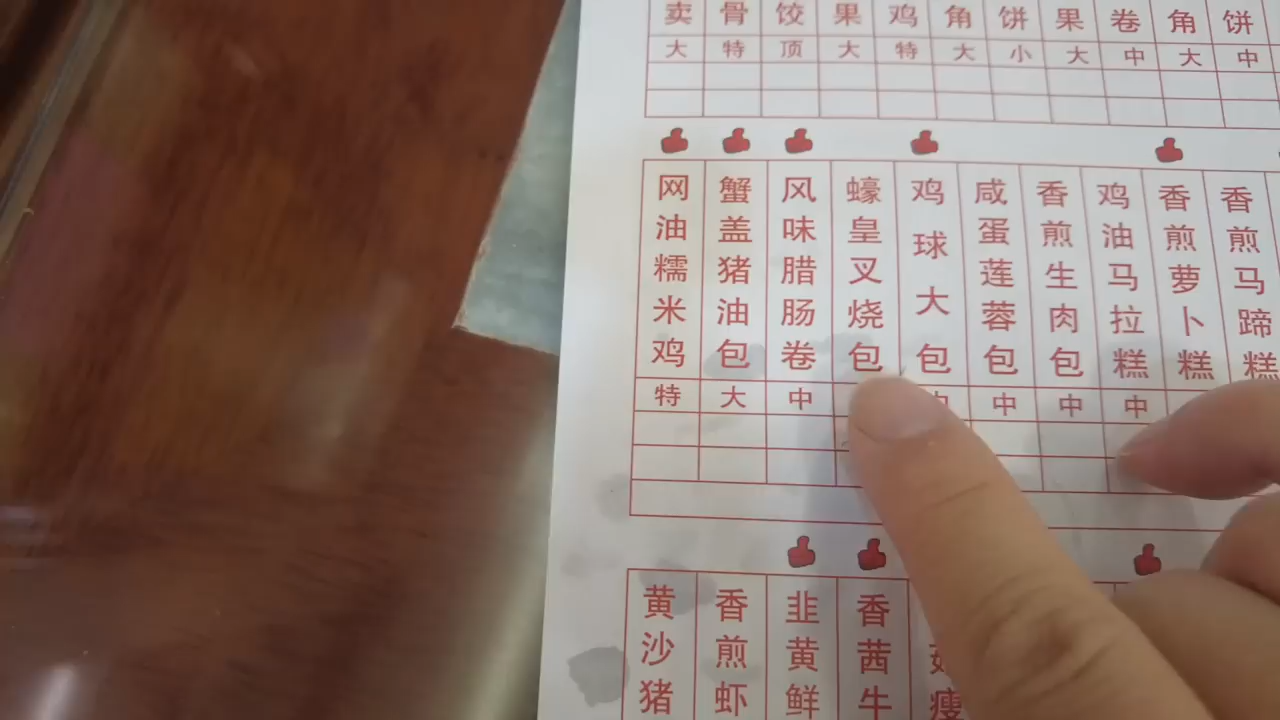 卖 骨 饺 果 鸡 角 饼 果 卷 角 饼
大 特 顶 大 特 大 小 大 中 大 中
网油糯米鸡
特
蟹盖猪油包
大
风味腊肠卷
中
蠔皇叉烧包
鸡球大包
中
咸蛋莲蓉包
中
香煎生肉包
中
鸡油马拉糕
中
香煎萝卜糕
香煎马蹄糕
黄沙猪
香煎虾
韭黄鲜
香茜牛
瘦